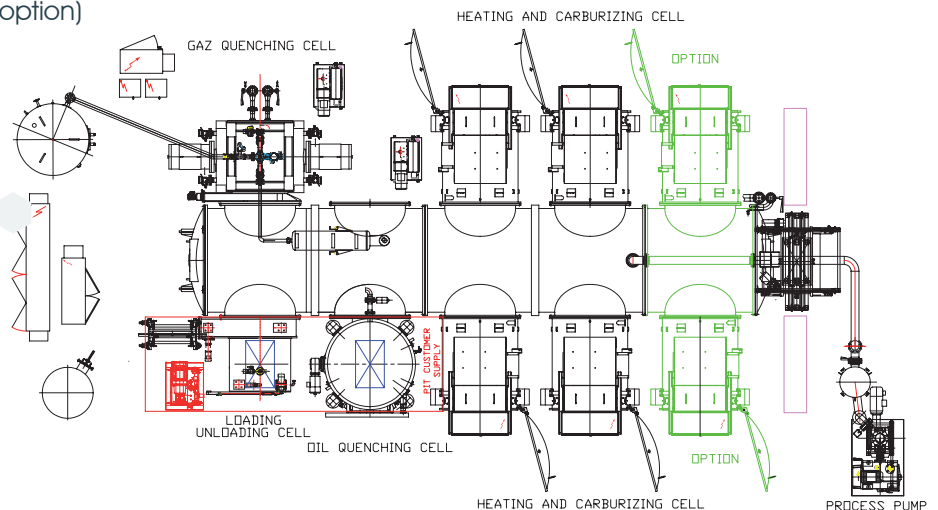 option)
HEATING AND CARBURIZING CELL
GAZ QUENCHING CELL
OPTION
PIT CUSTOMER
SUPPLY
LOADING
UNLOADING CELL
OIL QUENCHING CELL
OPTION
HEATING AND CARBURIZING CELL
PROCESS PUMP